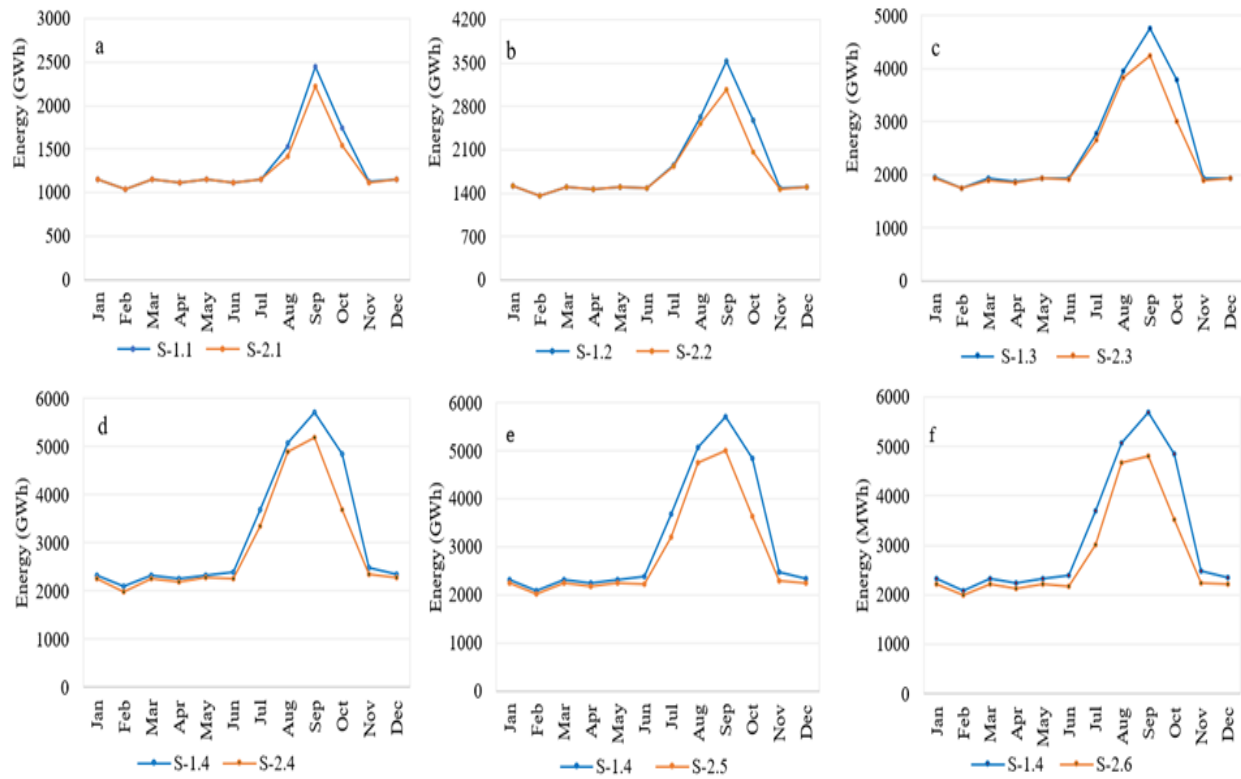 a
Energy (GWh)
3000
2500
2000
1500
1000
500
0
Jan Feb Mar Apr May Jun Jul Aug Sep Oct Nov Dec
S-1.1 S-2.1
b
Energy (GWh)
4200
3500
2800
2100
1400
700
0
Jan Feb Mar Apr May Jun Jul Aug Sep Oct Nov Dec
S-1.2 S-2.2
c
Energy (GWh)
5000
4000
3000
2000
1000
0
Jan Feb Mar Apr May Jun Jul Aug Sep Oct Nov Dec
S-1.3 S-2.3
d
Energy (GWh)
6000
5000
4000
3000
2000
1000
0
Jan Feb Mar Apr May Jun Jul Aug Sep Oct Nov Dec
S-1.4 S-2.4
e
Energy (GWh)
6000
5000
4000
3000
2000
1000
0
Jan Feb Mar Apr May Jun Jul Aug Sep Oct Nov Dec
S-1.4 S-2.5
f
Energy (MWh)
6000
5000
4000
3000
2000
1000
0
Jan Feb Mar Apr May Jun Jul Aug Sep Oct Nov Dec
S-1.4 S-2.6